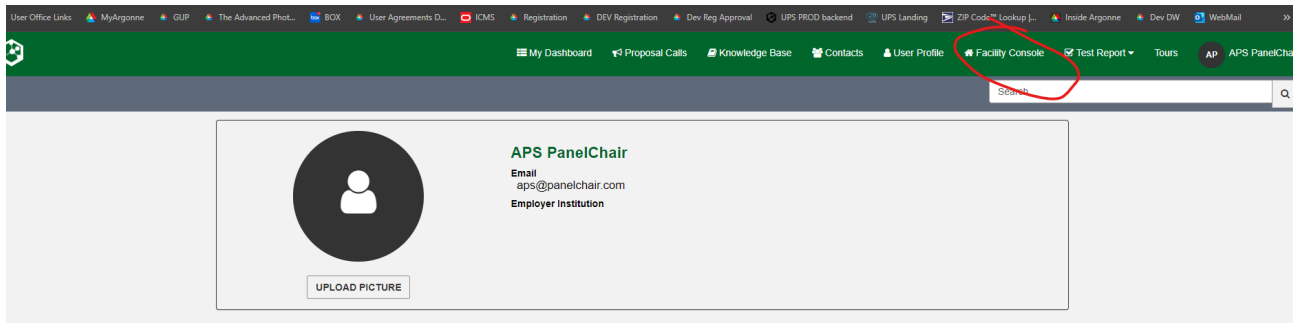 User Office Links MyArgonne GUP The Advanced Phot... BOX User Agreements D... ICMS Registration DEV Registration Dev Reg Approval UPS PROD backend UPS Landing ZIP Code™ Lookup |... Inside Argonne Dev DW WebMail »
My Dashboard Proposal Calls Knowledge Base Contacts User Profile Facility Console Test Report Tours AP APS PanelCha
Search
APS PanelChair
Email
aps@panelchair.com
Employer Institution
UPLOAD PICTURE